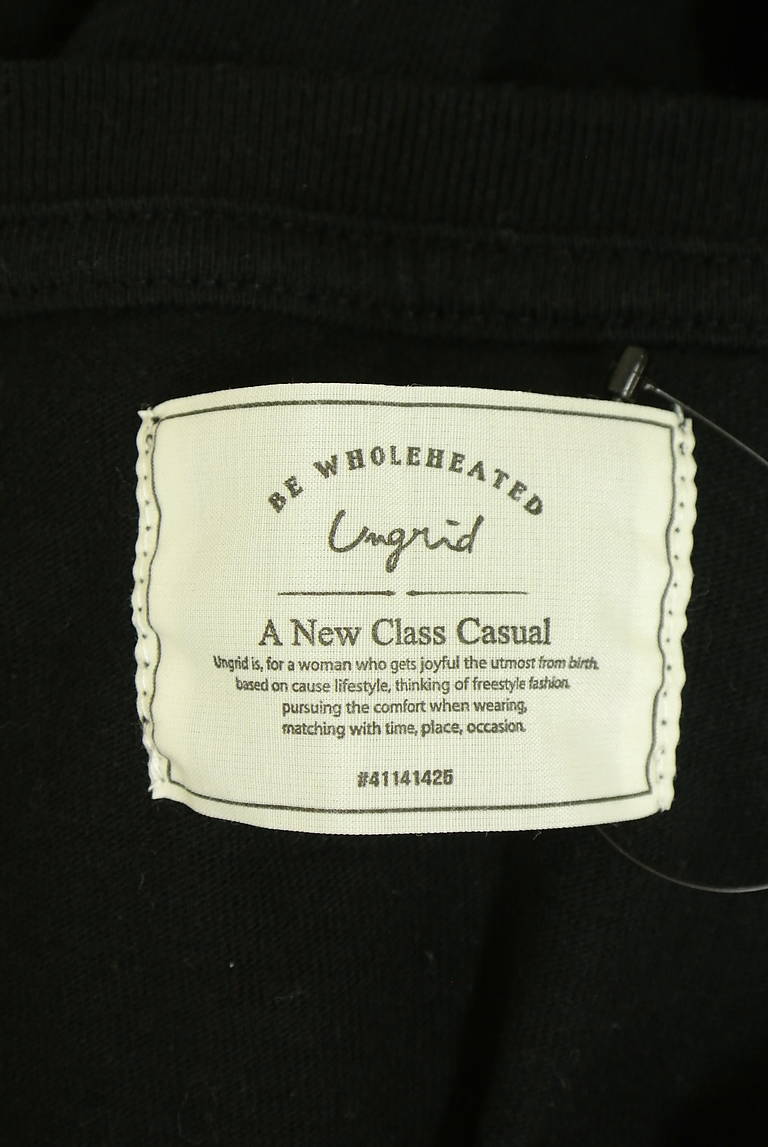 BE WHOLEHEATED
Ungrid
A New Class Casual
Ungrid is, for a woman who gets joyful the utmost from birth.
based on cause lifestyle, thinking of freestyle fashion.
pursuing the comfort when wearing,
matching with time, place, occasion.
#41141425